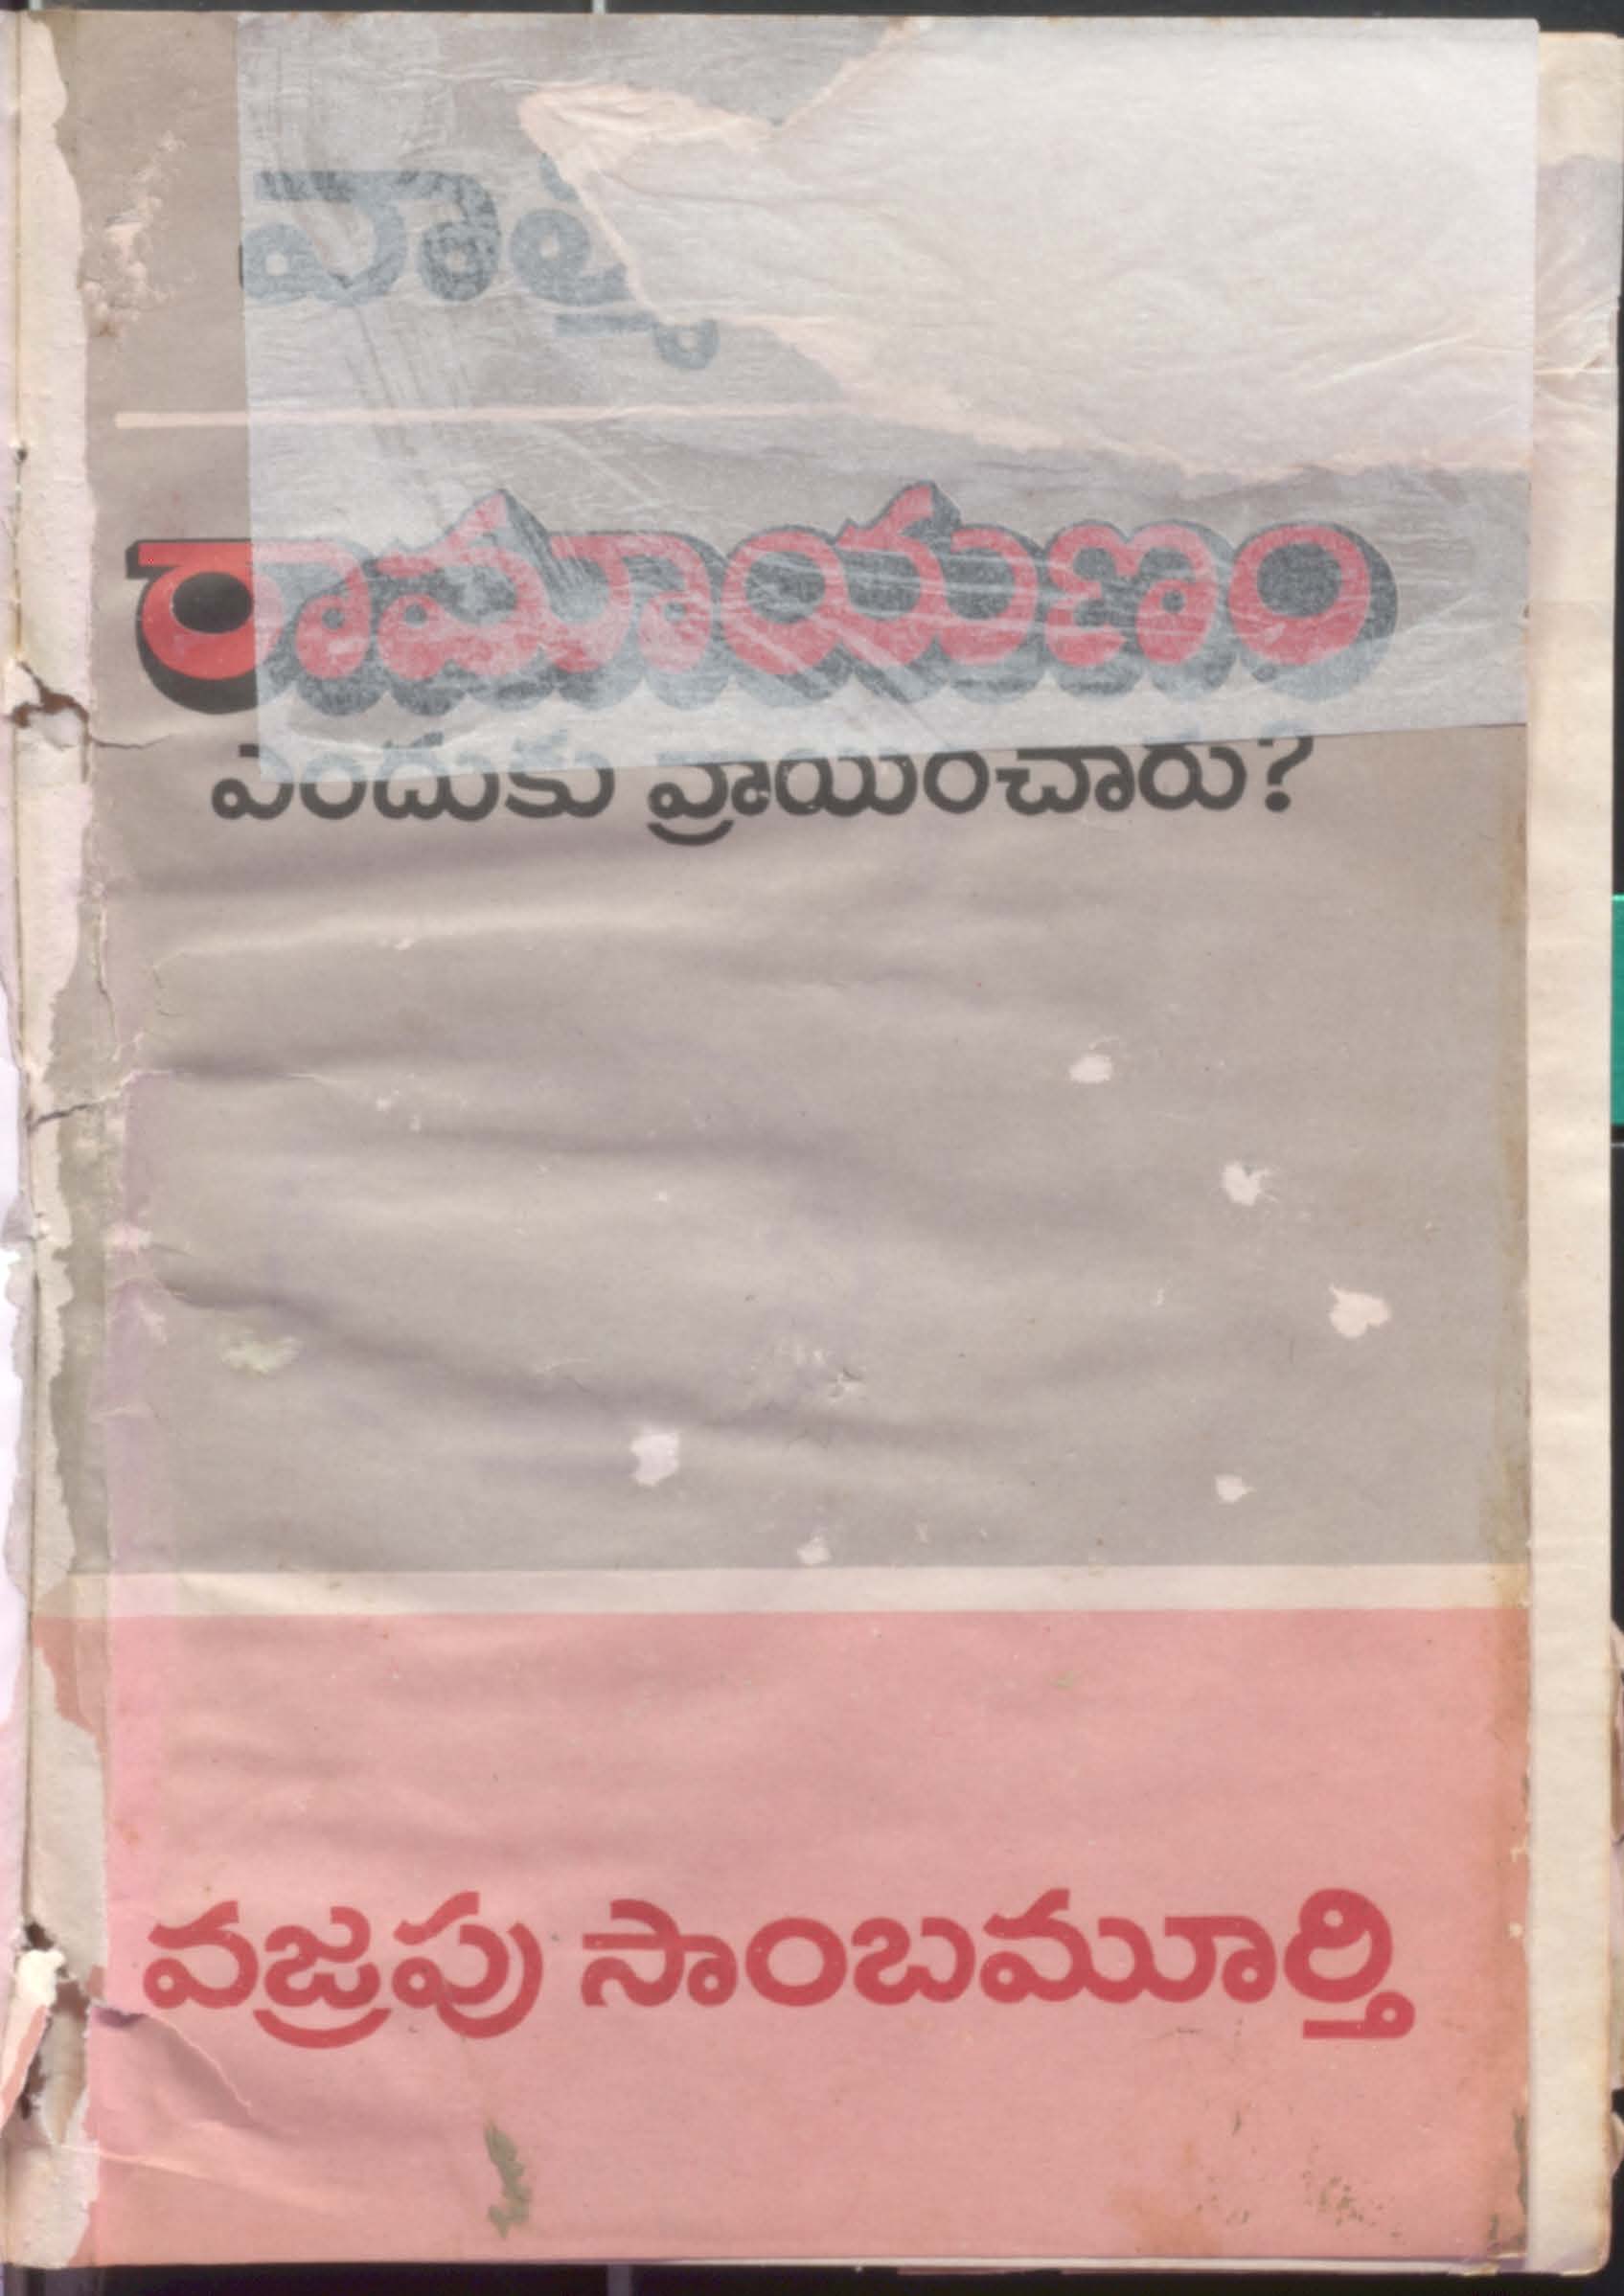 రామాయణం
ఎందుకు వ్రాయించారు?
వజ్రపు సాంబమూర్తి